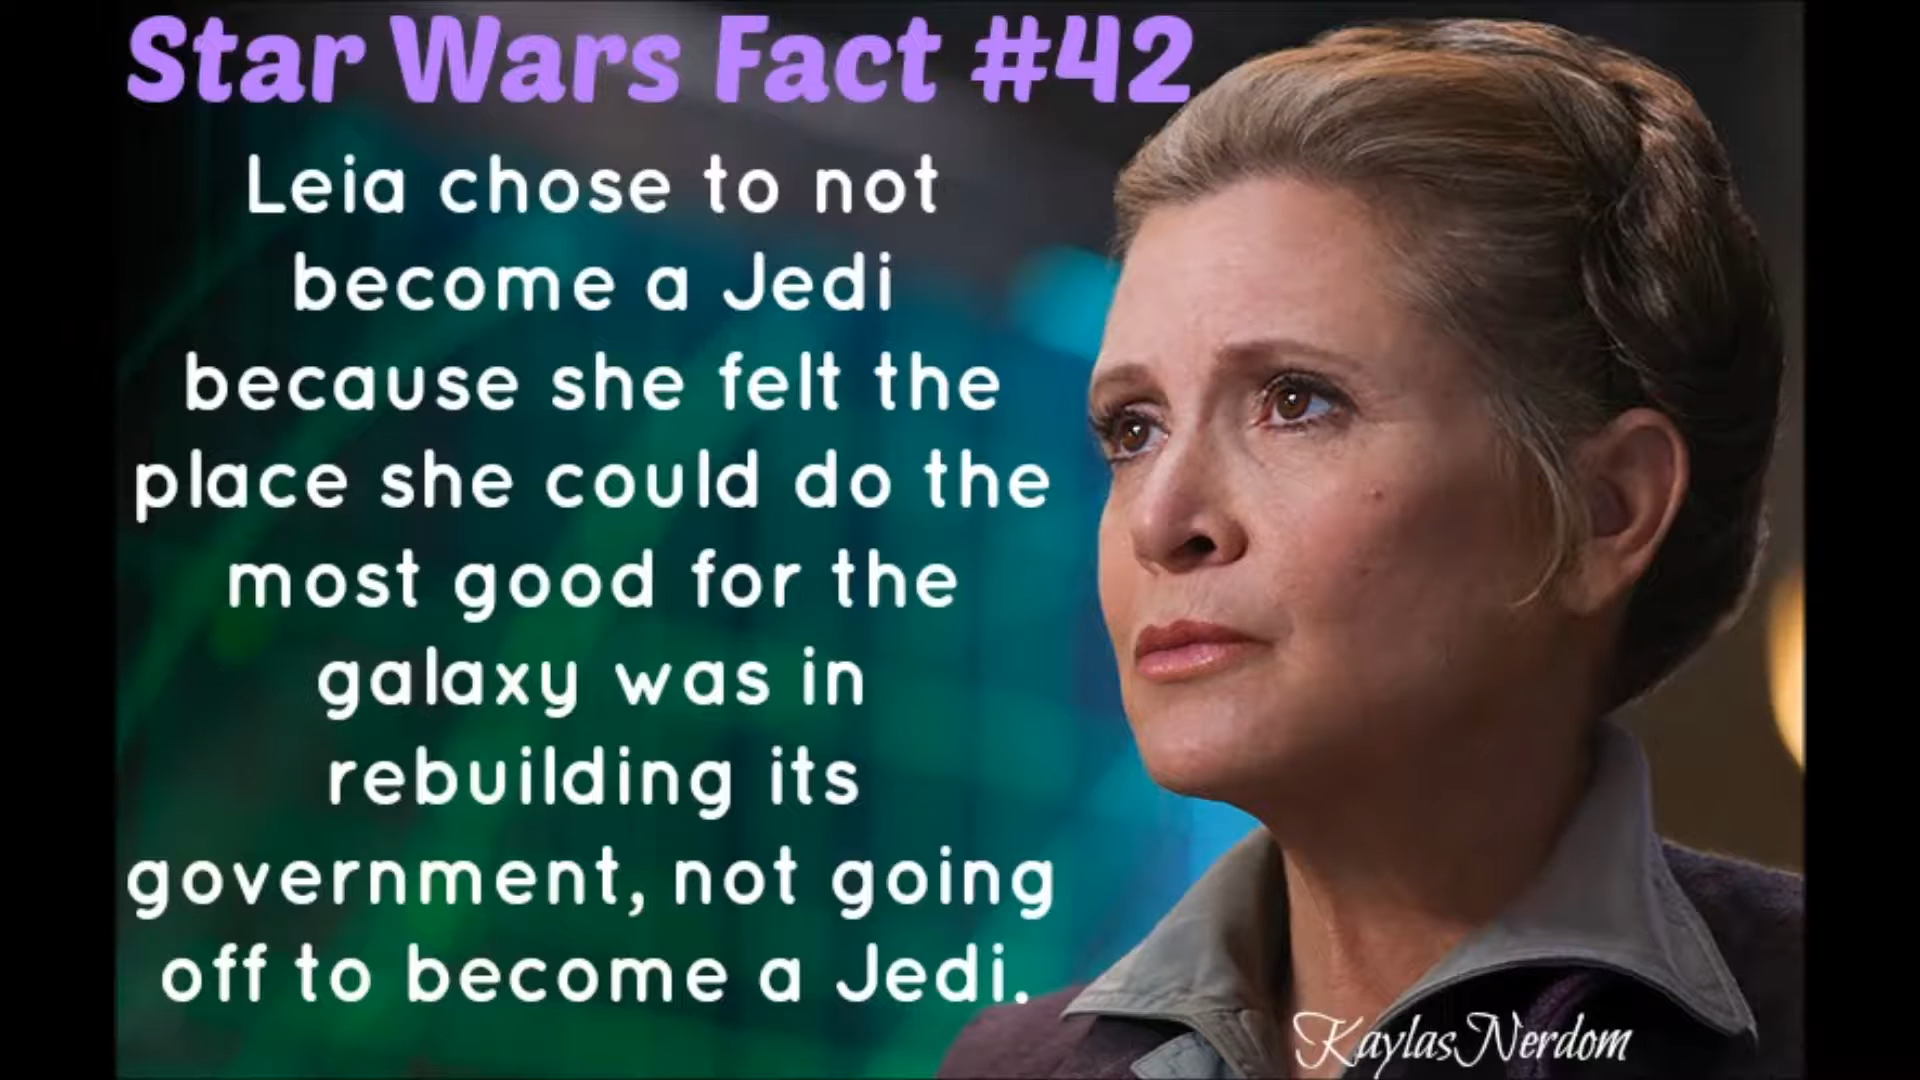 Star Wars Fact #42
Leia chose to not
become a Jedi
because she felt the
place she could do the
most good for the
galaxy was in
rebuilding its
government, not going
off to become a Jedi.
KaylasNerdom